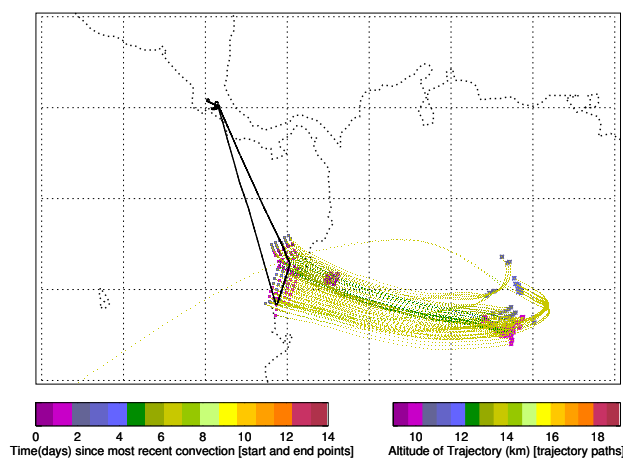 0 2 4 6 8 10 12 14
Time(days) since most recent convection [start and end points]
10 12 14 16 18
Altitude of Trajectory (km) [trajectory paths]